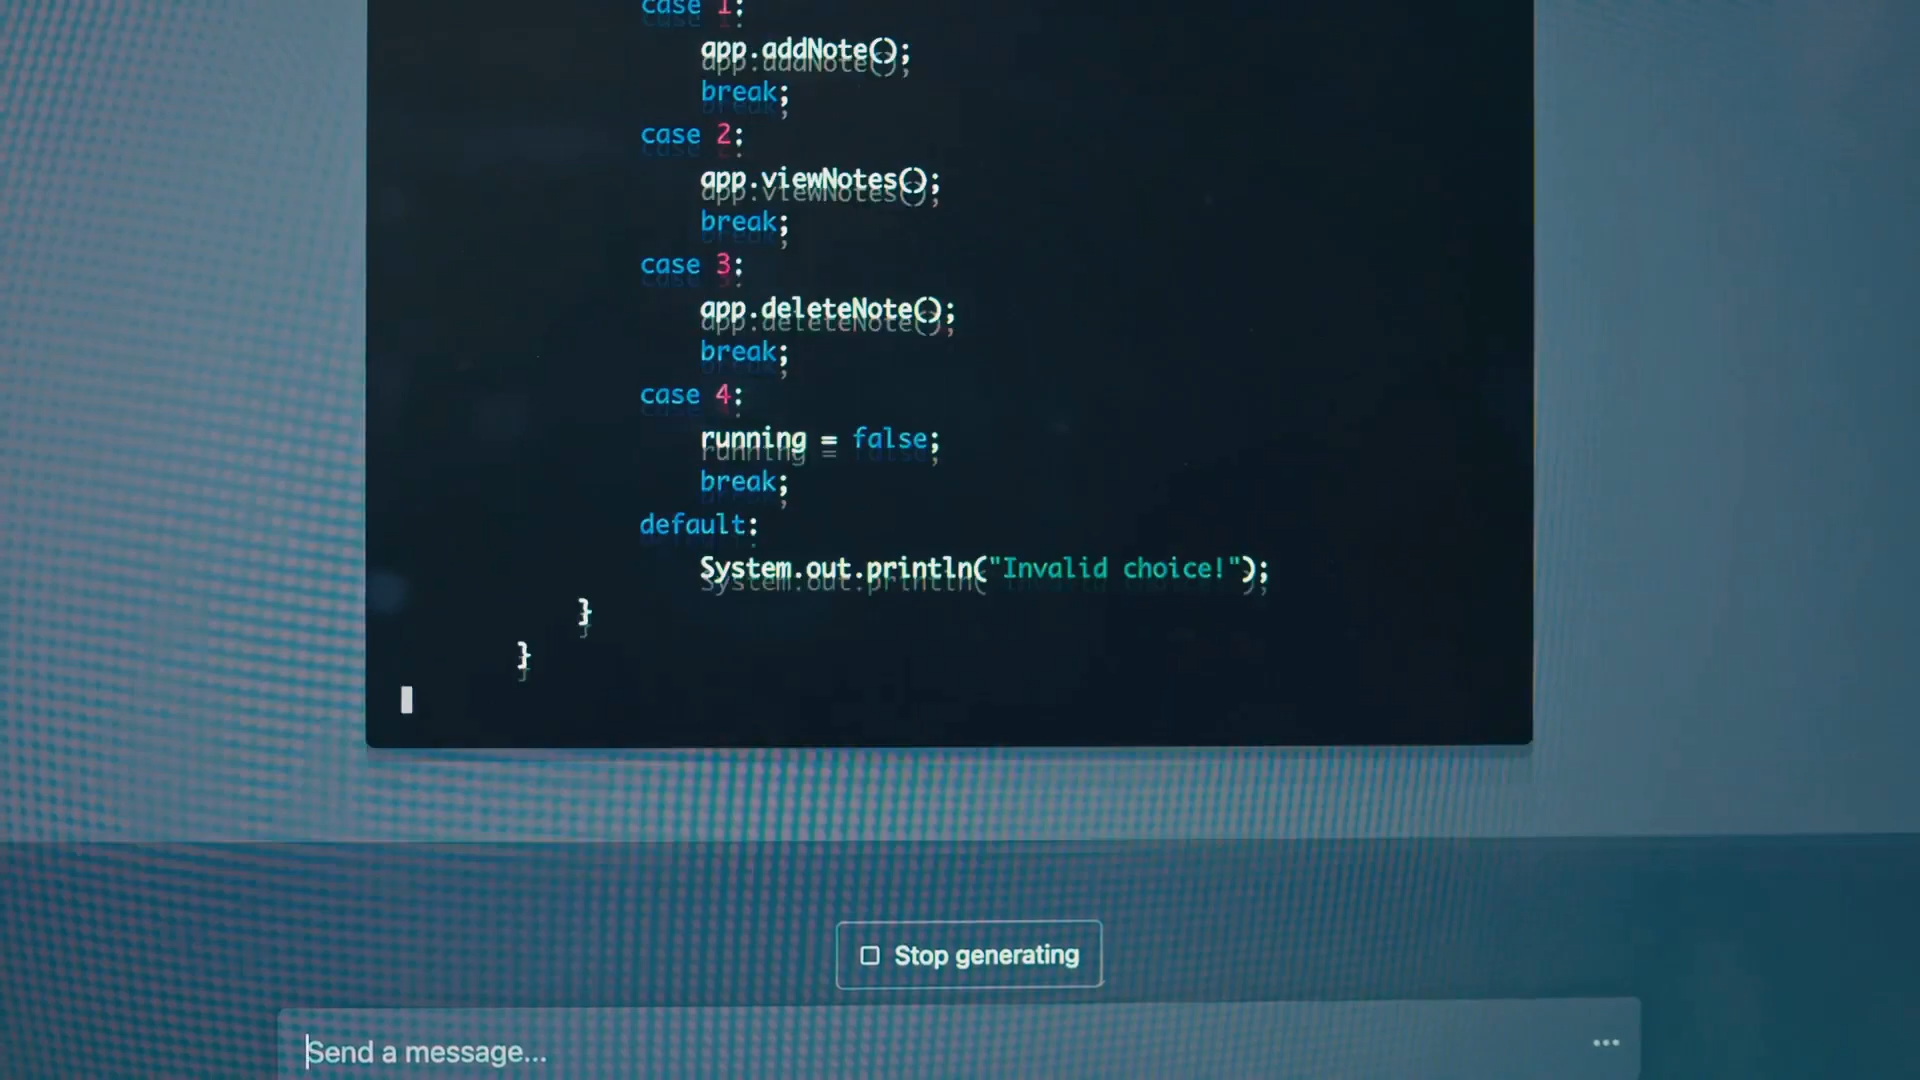 case 1:
app.addNote();
break;
case 2:
app.viewNotes();
break;
case 3:
app.deleteNote();
break;
case 4:
running = false;
break;
default:
System.out.println("Invalid choice!");
}
}
Stop generating
Send a message...